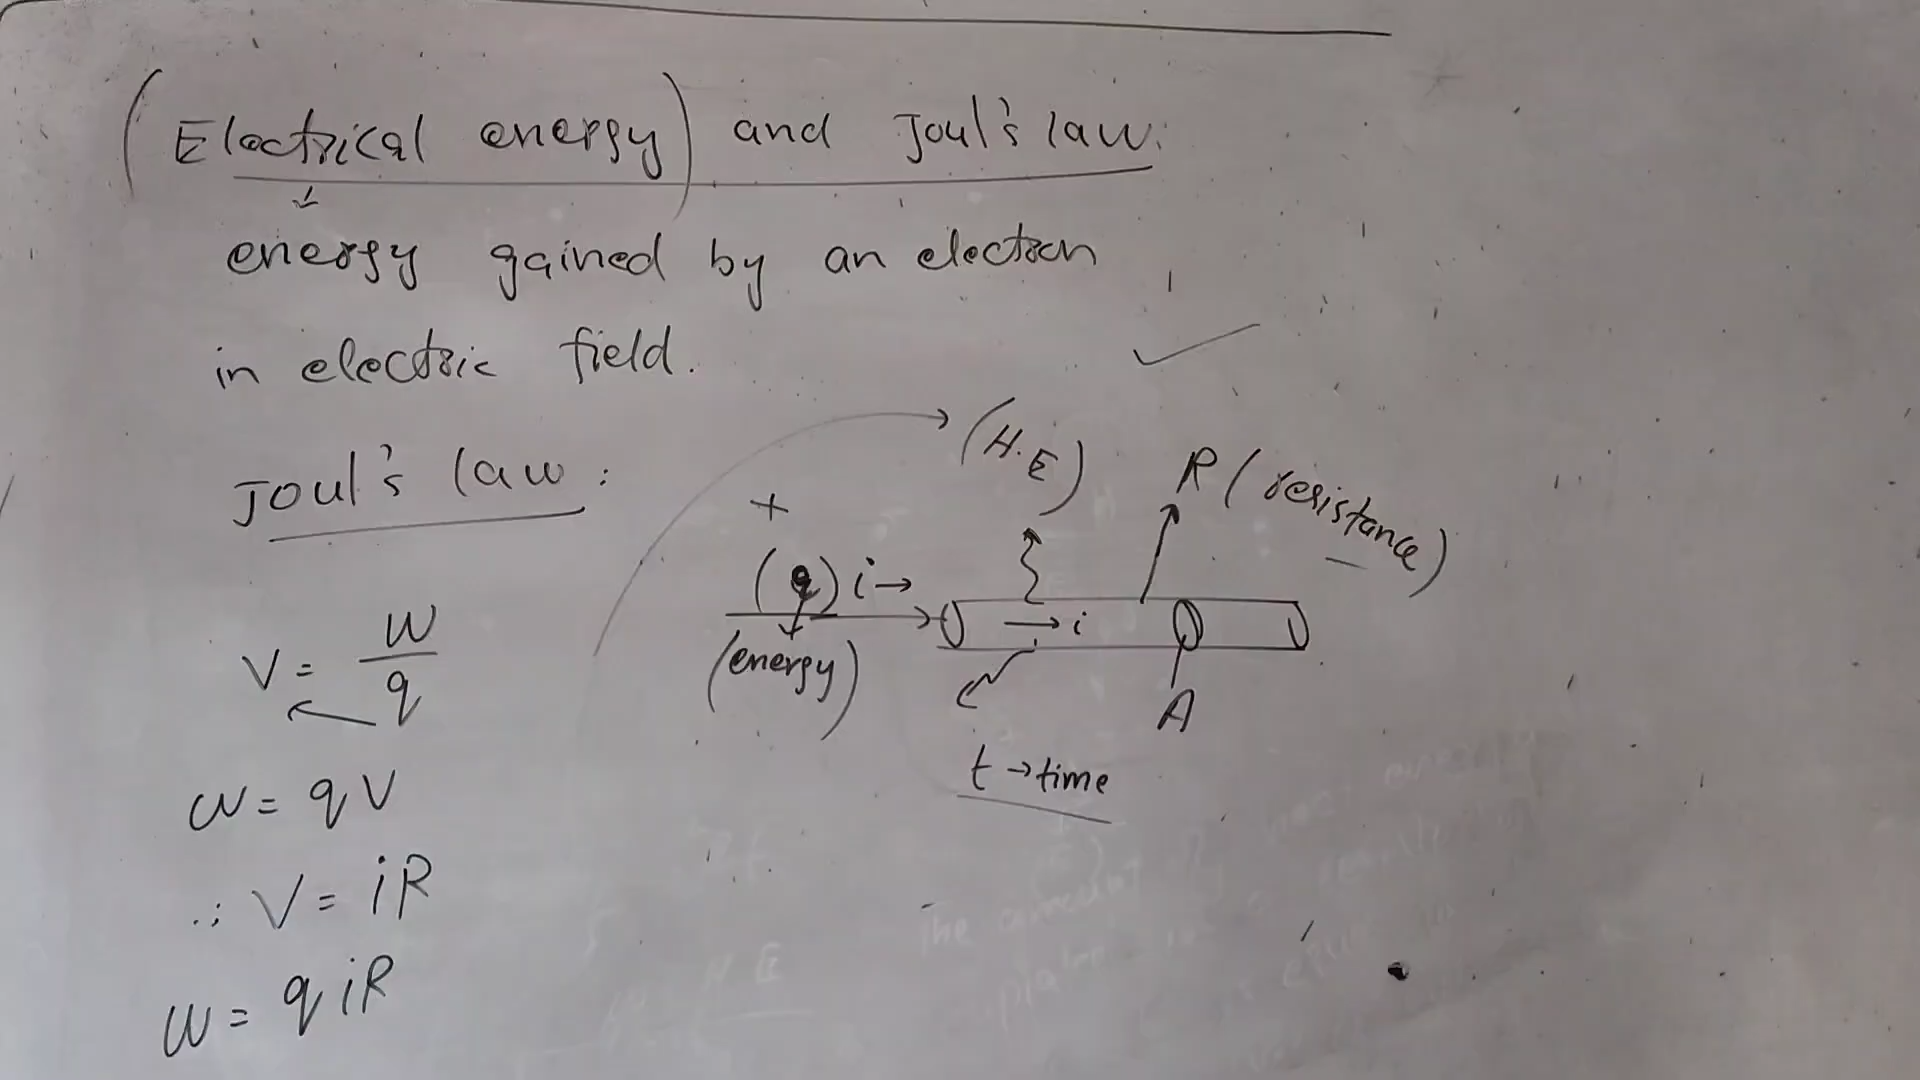 (Electrical energy) and Joul's law:
energy gained by an electron
in electric field.
Joul's law:
V = W/q
W = qV
∴ V = iR
W = qiR
(H.E)
R (resistance)
+
(q) i→
(energy)
→ i
A
t → time